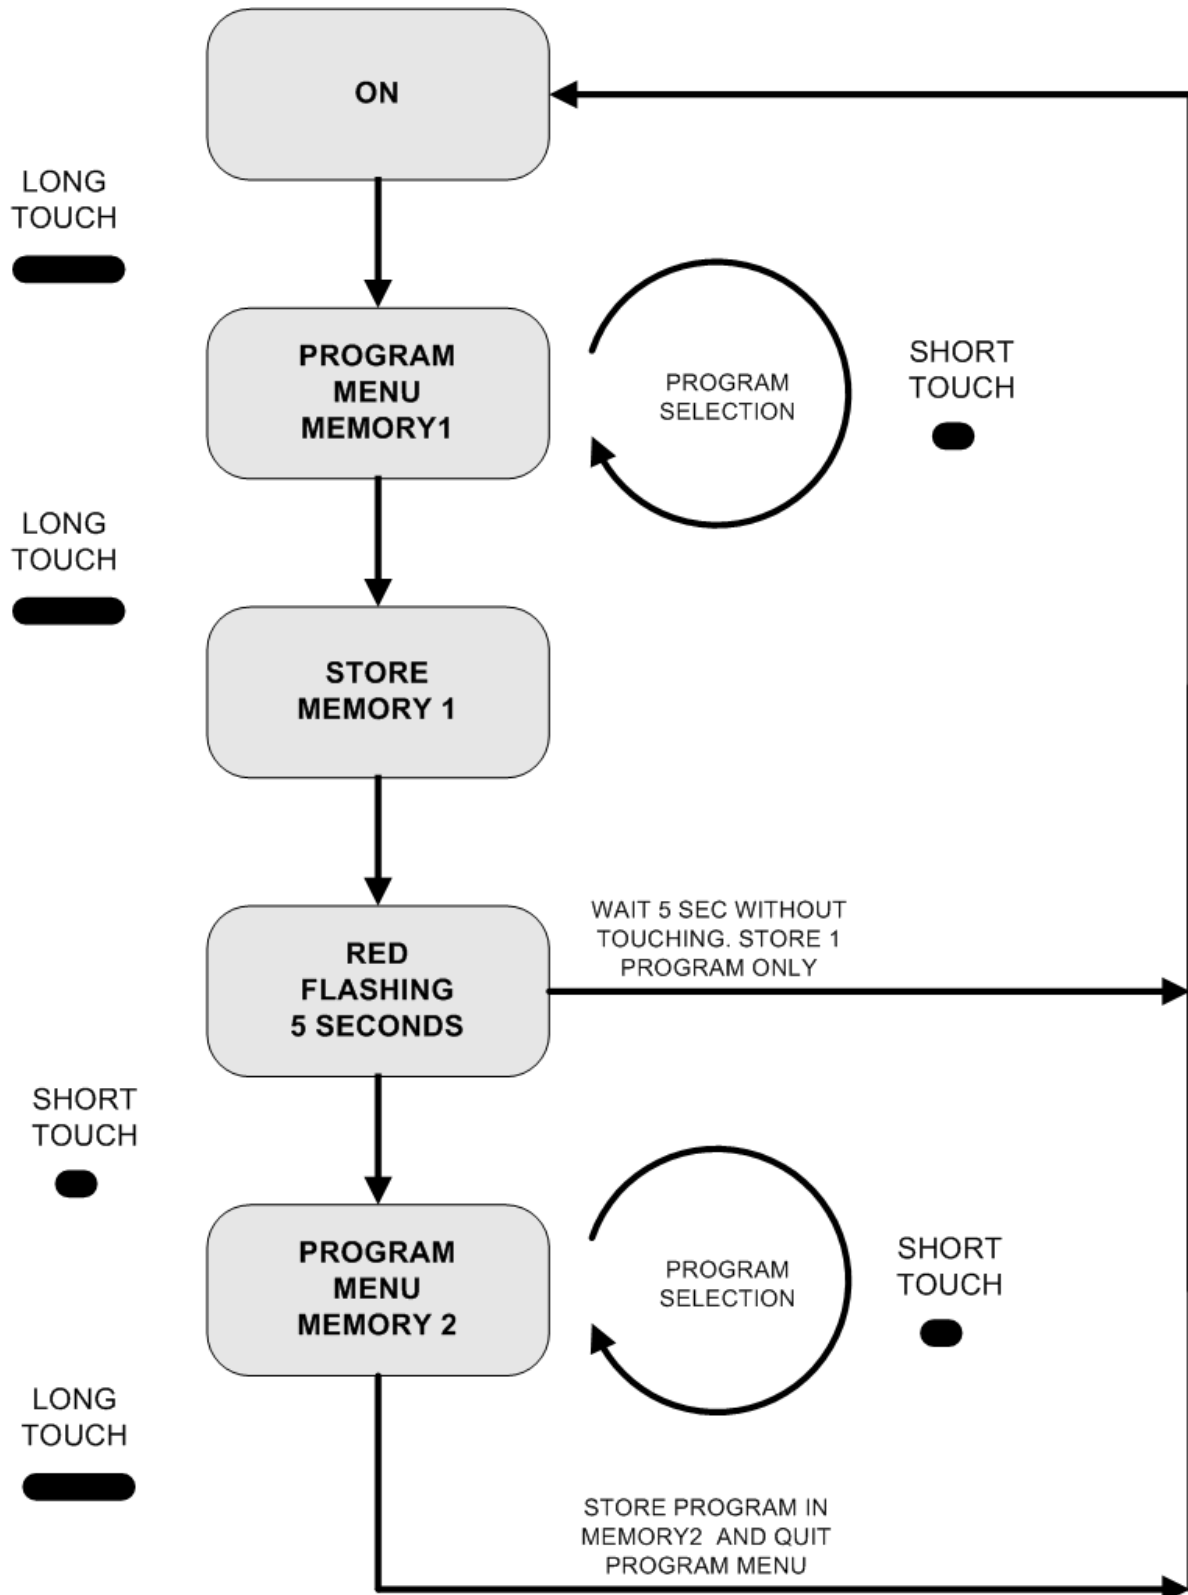 ON
LONG
TOUCH
PROGRAM
MENU
MEMORY1
PROGRAM
SELECTION
SHORT
TOUCH
LONG
TOUCH
STORE
MEMORY 1
RED
FLASHING
5 SECONDS
WAIT 5 SEC WITHOUT
TOUCHING. STORE 1
PROGRAM ONLY
SHORT
TOUCH
PROGRAM
MENU
MEMORY 2
PROGRAM
SELECTION
SHORT
TOUCH
LONG
TOUCH
STORE PROGRAM IN
MEMORY2 AND QUIT
PROGRAM MENU